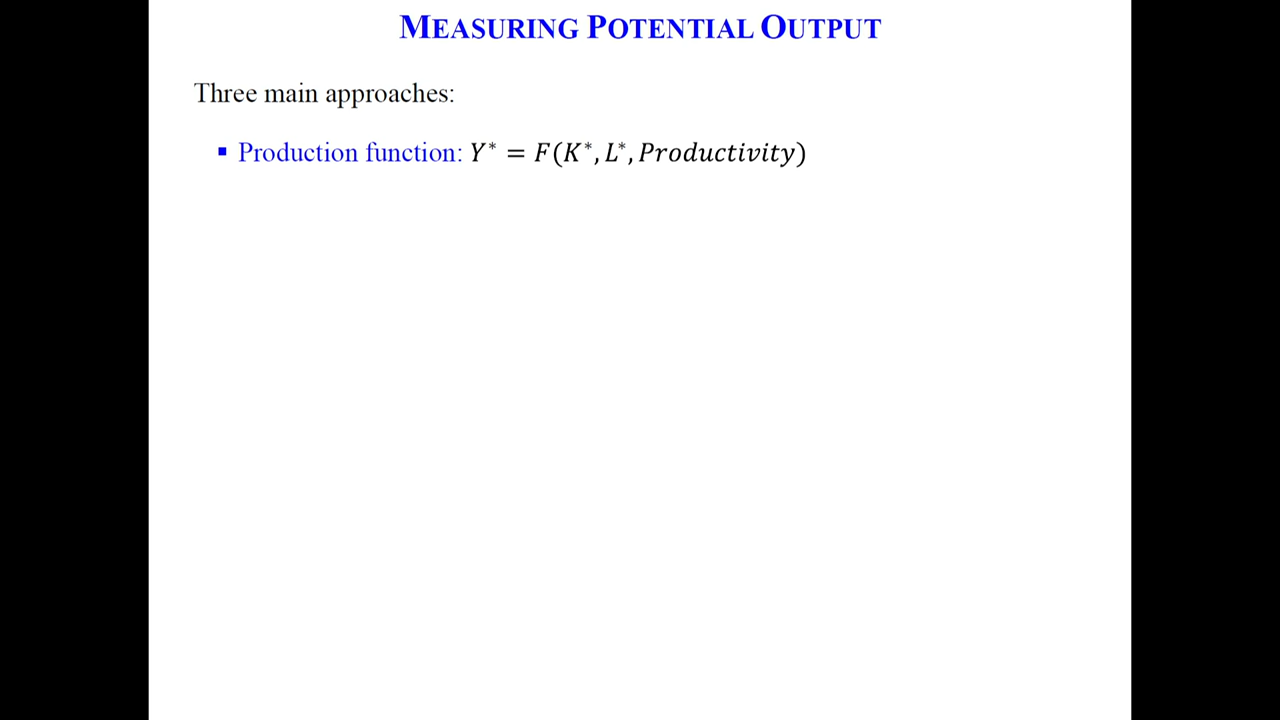 MEASURING POTENTIAL OUTPUT
Three main approaches:
▪ Production function: Y* = F(K*, L*, Productivity)